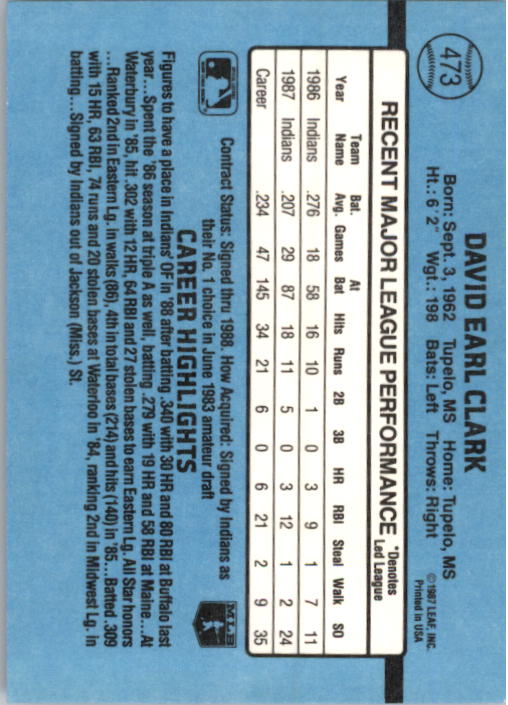 473
DAVID EARL CLARK
Born: Sept. 3, 1962 Tupelo, MS Home: Tupelo, MS
Ht.: 6' 2" Wgt.: 198 Bats: Left Throws: Right
©1987 LEAF, INC.
Printed in USA
RECENT MAJOR LEAGUE PERFORMANCE
*Denotes
Led League
Year Team Name Bat. Avg. Games At Bat Hits Runs 2B 3B HR RBI Steal Walk SO
1986 Indians .276 18 58 16 10 1 0 3 9 1 7 11
1987 Indians .207 29 87 18 11 5 0 3 12 1 2 24
Career .234 47 145 34 21 6 0 6 21 2 9 35
Contract Status: Signed thru 1988. How Acquired: Signed by Indians as
their No. 1 choice in June 1983 amateur draft
MLB
CAREER HIGHLIGHTS
Figures to have a place in Indians' OF in '88 after batting .340 with 30 HR and 80 RBI at Buffalo last
year...Spent the '86 season at triple A as well, batting .279 with 19 HR and 58 RBI at Maine...At
Waterbury in '85, hit .302 with 12 HR, 64 RBI and 27 stolen bases to earn Eastern Lg. All Star honors
...Ranked 2nd in Eastern Lg. in walks (86), 4th in total bases (214) and hits (140) in '85...Batted .309
with 15 HR, 63 RBI, 74 runs and 20 stolen bases at Waterloo in '84, ranking 2nd in Midwest Lg. in
batting...Signed by Indians out of Jackson (Miss.) St.